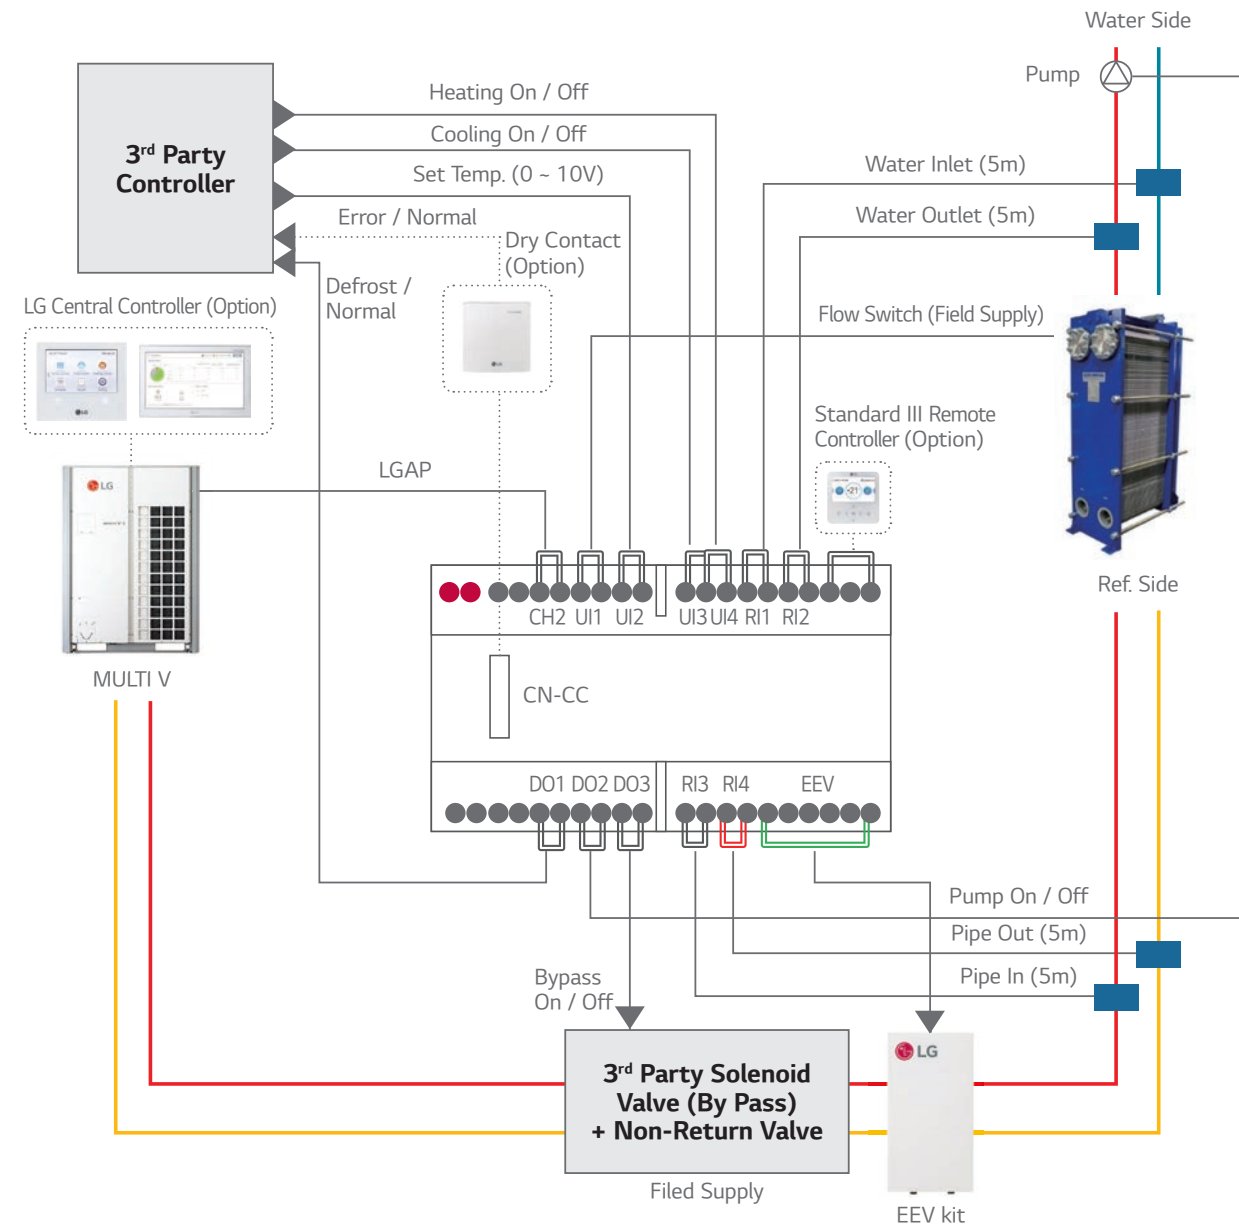 Water Side
Pump
Heating On / Off
Cooling On / Off
Set Temp. (0 ~ 10V)
Error / Normal
3rd Party
Controller
Water Inlet (5m)
Water Outlet (5m)
Dry Contact
(Option)
Defrost /
Normal
LG Central Controller (Option)
Flow Switch (Field Supply)
LG
LG
Standard III Remote
Controller (Option)
LGAP
LG
21
MULTI V
Ref. Side
CH2 UI1 UI2 UI3 UI4 RI1 RI2
CN-CC
DO1 DO2 DO3 RI3 RI4 EEV
Pump On / Off
Pipe Out (5m)
Pipe In (5m)
Bypass
On / Off
LG
3rd Party Solenoid
Valve (By Pass)
+ Non-Return Valve
Filed Supply
EEV kit